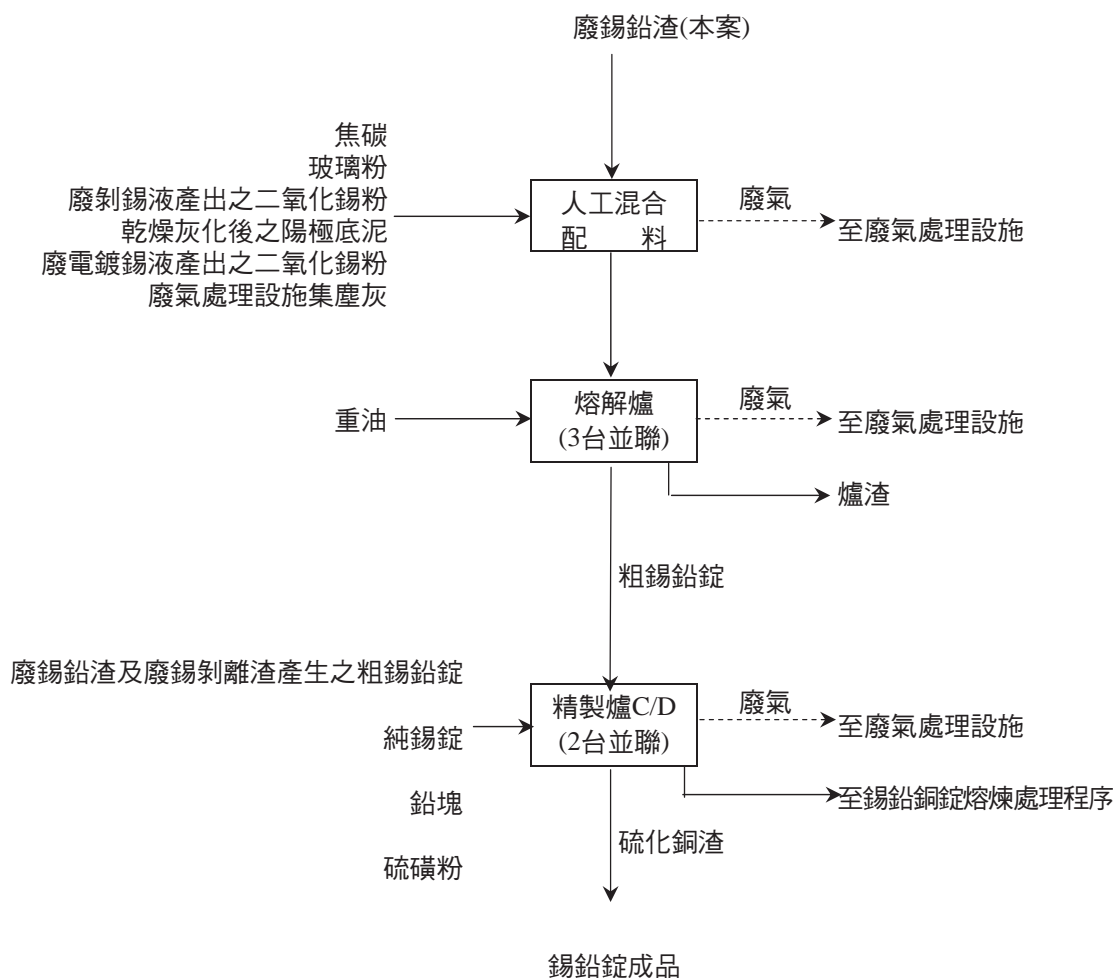 廢錫鉛渣(本案)
焦碳
玻璃粉
廢剝錫液產出之二氧化錫粉
乾燥灰化後之陽極底泥
廢電鍍錫液產出之二氧化錫粉
廢氣處理設施集塵灰
人工混合
配 料
廢氣
至廢氣處理設施
重油
熔解爐
(3台並聯)
廢氣
至廢氣處理設施
爐渣
粗錫鉛錠
廢錫鉛渣及廢錫剝離渣產生之粗錫鉛錠
純錫錠
鉛塊
硫磺粉
精製爐C/D
(2台並聯)
廢氣
至廢氣處理設施
至錫鉛銅錠熔煉處理程序
硫化銅渣
錫鉛錠成品